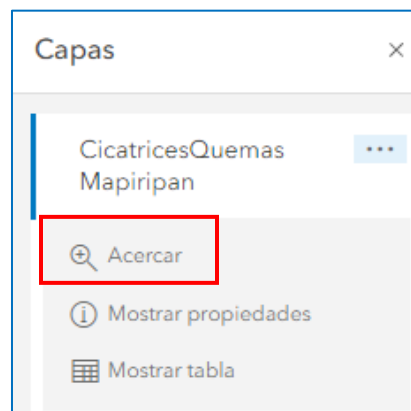 Capas
CicatricesQuemas
Mapiripan
Acercar
Mostrar propiedades
Mostrar tabla